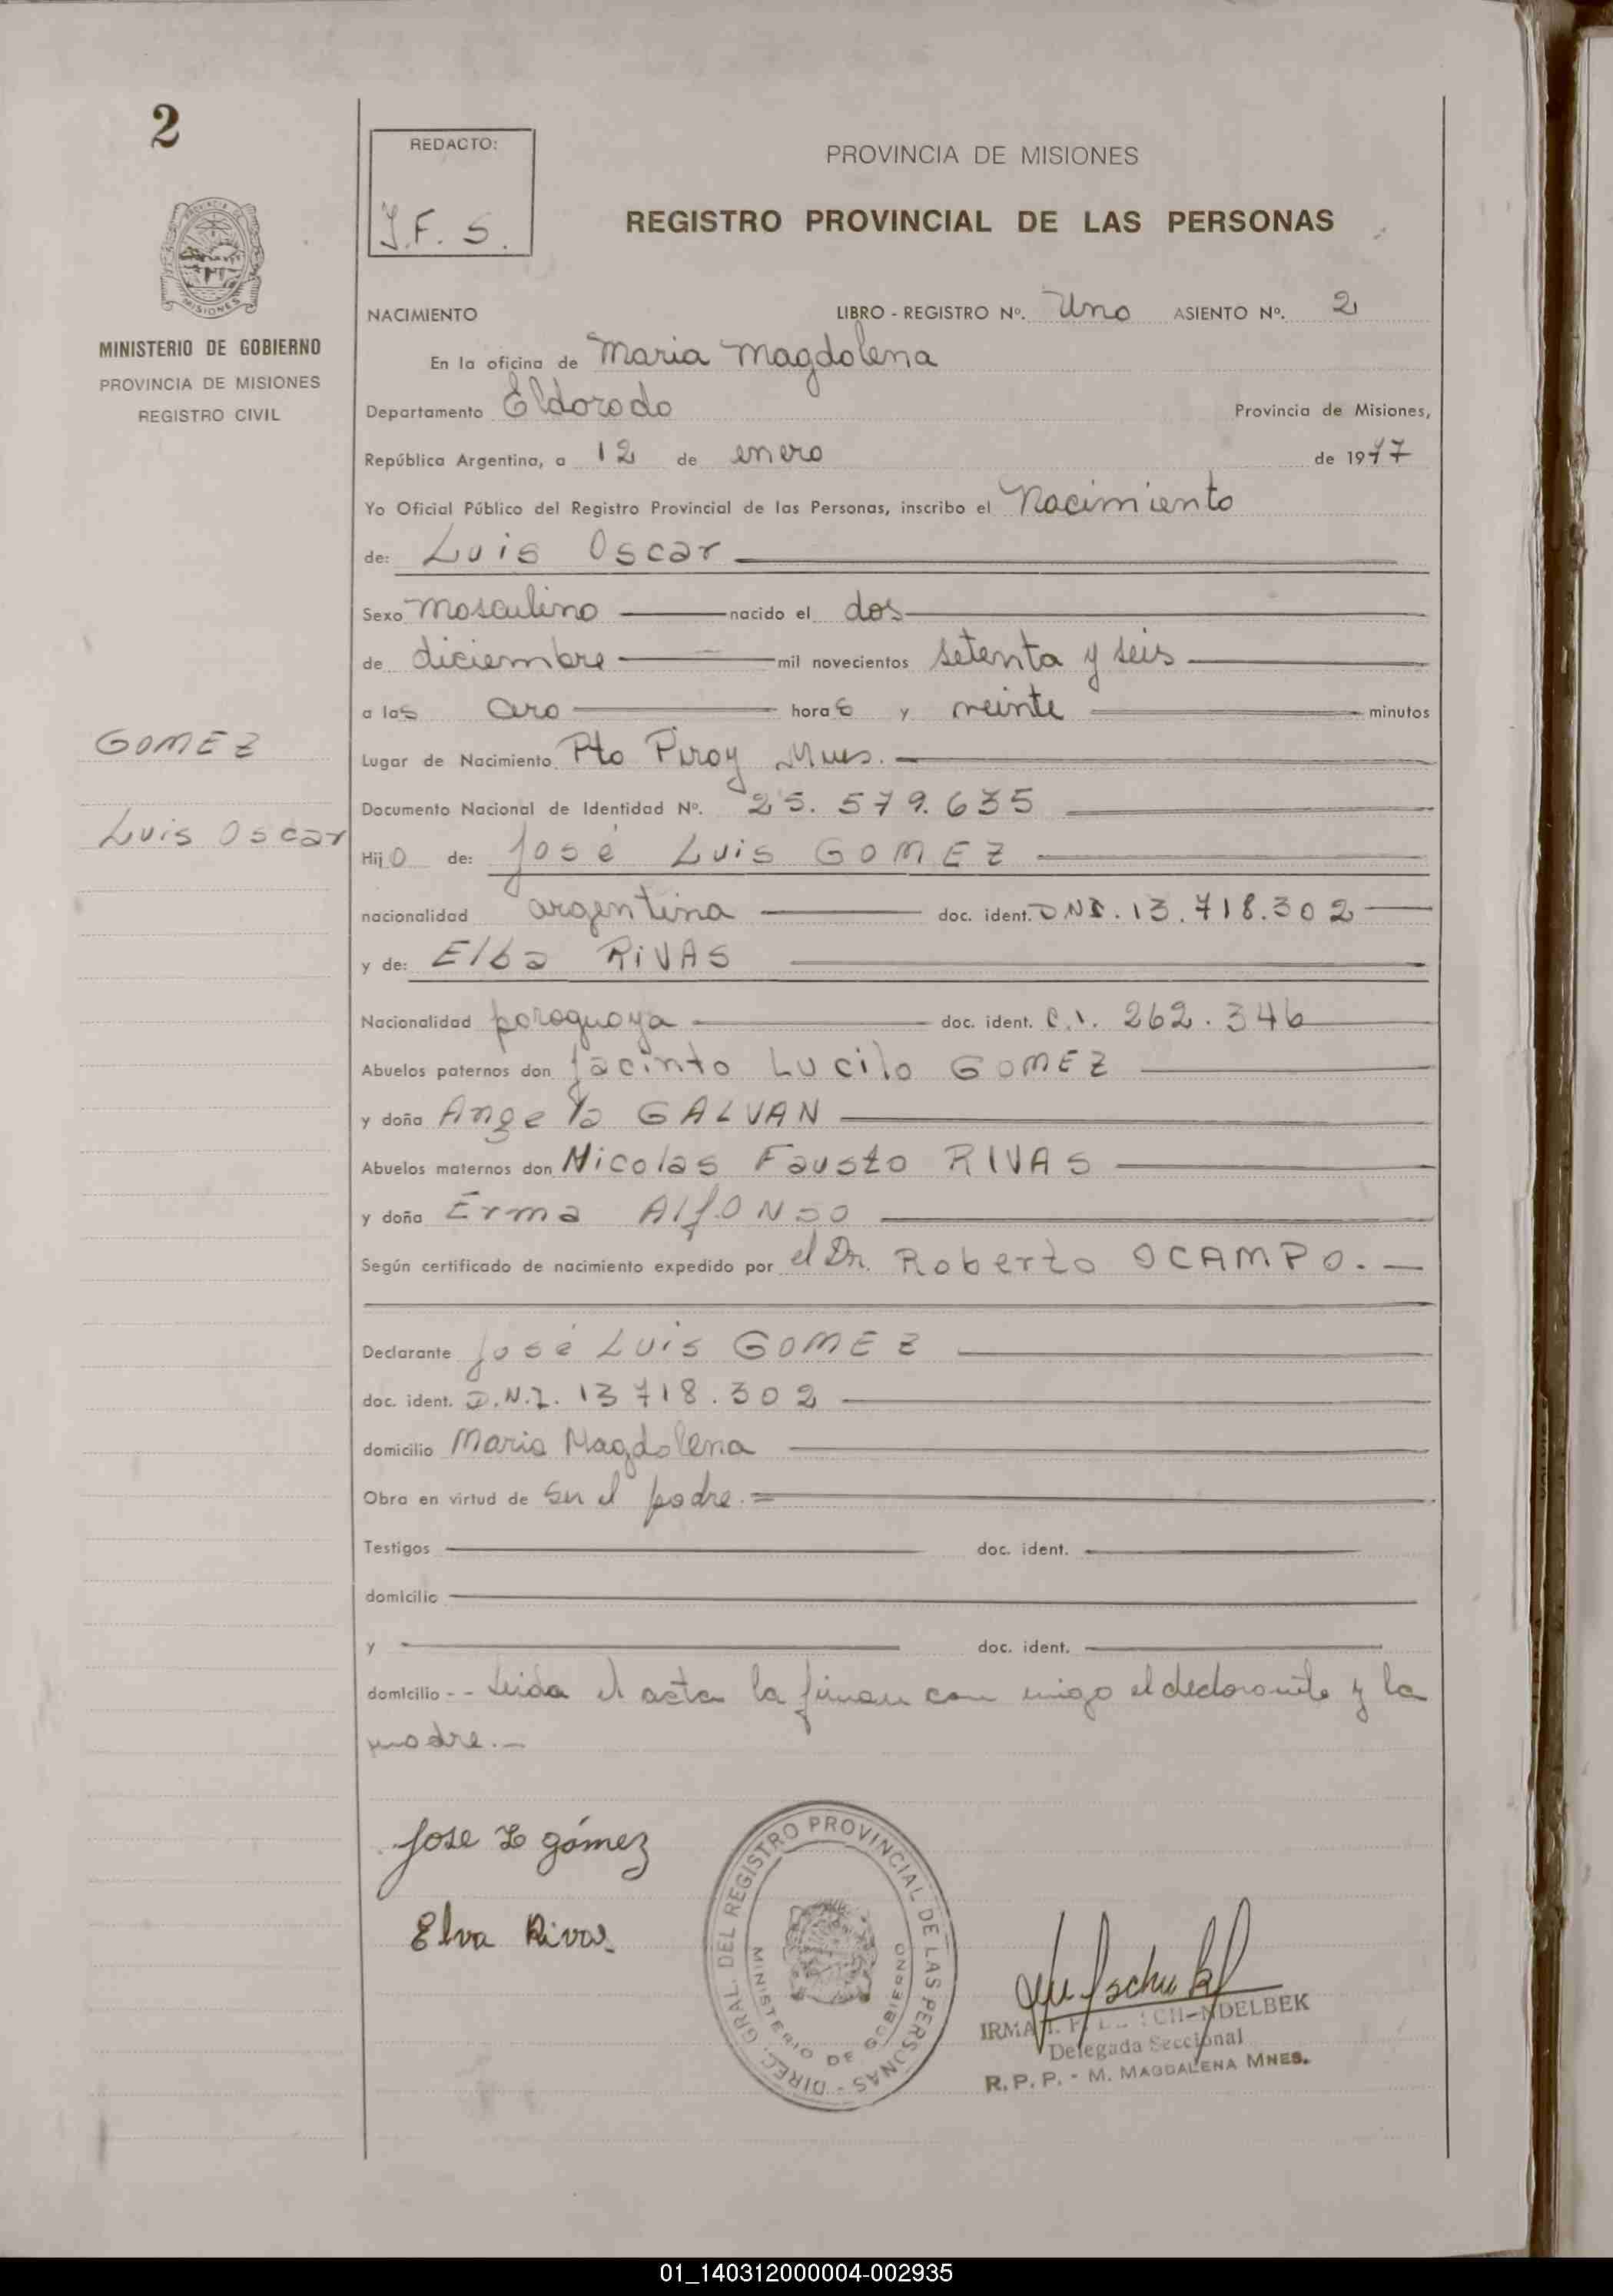 2
REDACTO:
J.F.S.
PROVINCIA DE MISIONES
REGISTRO PROVINCIAL DE LAS PERSONAS
MINISTERIO DE GOBIERNO
PROVINCIA DE MISIONES
REGISTRO CIVIL
NACIMIENTO LIBRO - REGISTRO Nº. Uno ASIENTO Nº. 2
En la oficina de Maria Magdalena
Departamento Eldorado Provincia de Misiones,
República Argentina, a 12 de enero de 1977
Yo Oficial Público del Registro Provincial de las Personas, inscribo el Nacimiento
de: Luis Oscar
Sexo masculino nacido el dos
de diciembre mil novecientos setenta y seis
a las cero horas y veinte minutos
GOMEZ
Lugar de Nacimiento Pto Piray Mnes.
Documento Nacional de Identidad Nº. 25.579.635
Luis Oscar
Hijo de: José Luis GOMEZ
nacionalidad argentina doc. ident. DNI. 13.718.302
y de: Elba RiVAS
Nacionalidad paraguaya doc. ident. C.I. 262.346
Abuelos paternos don Jacinto Lucilo GOMEZ
y doña Angela GALVAN
Abuelos maternos don Nicolas Fausto RIVAS
y doña Erma AlfONSO
Según certificado de nacimiento expedido por el Dr. Roberto OCAMPO.
Declarante José Luis GOMEZ
doc. ident. D.N.I. 13 718.302
domicilio Maria Magdalena
Obra en virtud de Ser el padre.
Testigos doc. ident.
domicilio
y doc. ident.
domicilio -- Leida el acta la firman con migo el declarante y la
madre.-
Jose L gómez
Elva Rivas
DIREC. GRAL. DEL REGISTRO PROVINCIAL DE LAS PERSONAS -
MINISTERIO DE GOBIERNO
IRMA NDELBEK
Delegada Seccional
R.P.P. - M. MAGDALENA MNES.
01_140312000004-002935